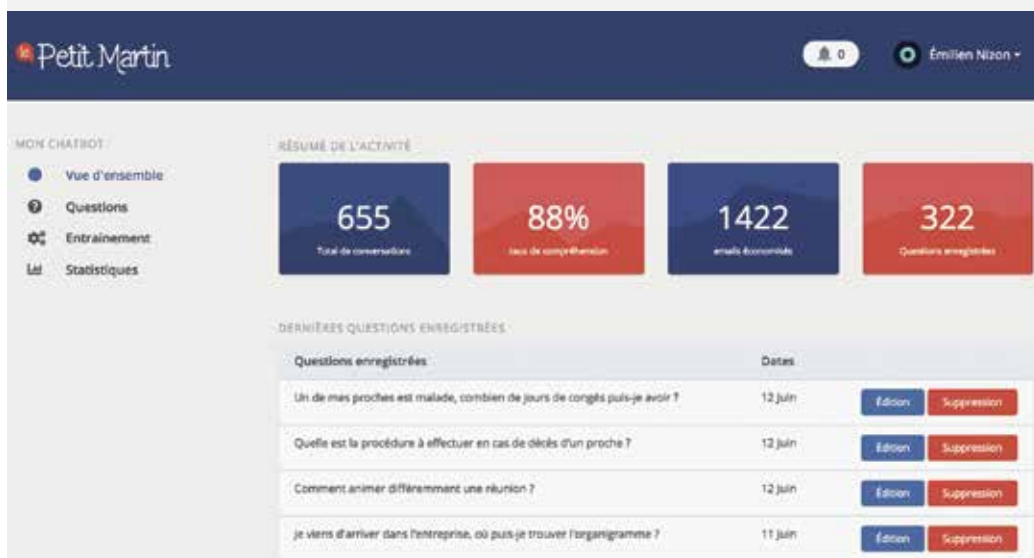 le Petit Martin
0
Émilien Nizon
MON CHATBOT
Vue d'ensemble
Questions
Entrainement
Statistiques
RÉSUMÉ DE L'ACTIVITÉ
655
Total de conversations
88%
taux de compréhension
1422
emails économisés
322
Questions enregistrées
DERNIÈRES QUESTIONS ENREGISTRÉES
Questions enregistrées Dates
Un de mes proches est malade, combien de jours de congés puis-je avoir ? 12 Juin Édition Suppression
Quelle est la procédure à effectuer en cas de décès d'un proche ? 12 Juin Édition Suppression
Comment animer différemment une réunion ? 12 Juin Édition Suppression
Je viens d'arriver dans l'entreprise, où puis-je trouver l'organigramme ? 11 Juin Édition Suppression